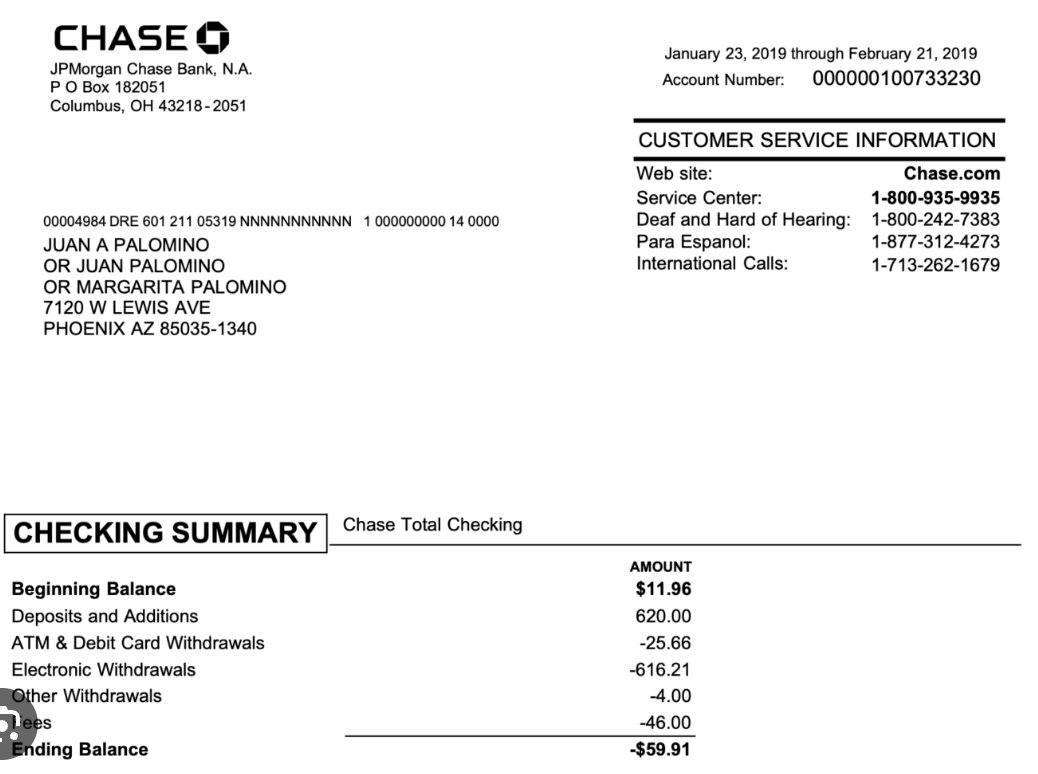 CHASE
JPMorgan Chase Bank, N.A.
P O Box 182051
Columbus, OH 43218-2051
January 23, 2019 through February 21, 2019
Account Number: 000000100733230
CUSTOMER SERVICE INFORMATION
Web site: Chase.com
Service Center: 1-800-935-9935
Deaf and Hard of Hearing: 1-800-242-7383
Para Espanol: 1-877-312-4273
International Calls: 1-713-262-1679
00004984 DRE 601 211 05319 NNNNNNNNNNN 1 000000000 14 0000
JUAN A PALOMINO
OR JUAN PALOMINO
OR MARGARITA PALOMINO
7120 W LEWIS AVE
PHOENIX AZ 85035-1340
CHECKING SUMMARY Chase Total Checking
AMOUNT
Beginning Balance $11.96
Deposits and Additions 620.00
ATM & Debit Card Withdrawals -25.66
Electronic Withdrawals -616.21
Other Withdrawals -4.00
Fees -46.00
Ending Balance -$59.91